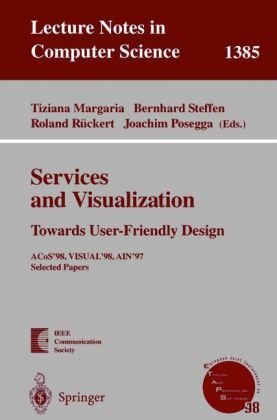 Lecture Notes in
Computer Science 1385
Tiziana Margaria Bernhard Steffen
Roland Rückert Joachim Posegga (Eds.)
Services
and Visualization
Towards User-Friendly Design
ACoS'98, VISUAL'98, AIN'97
Selected Papers
IEEE
Communication
Society
Springer
98